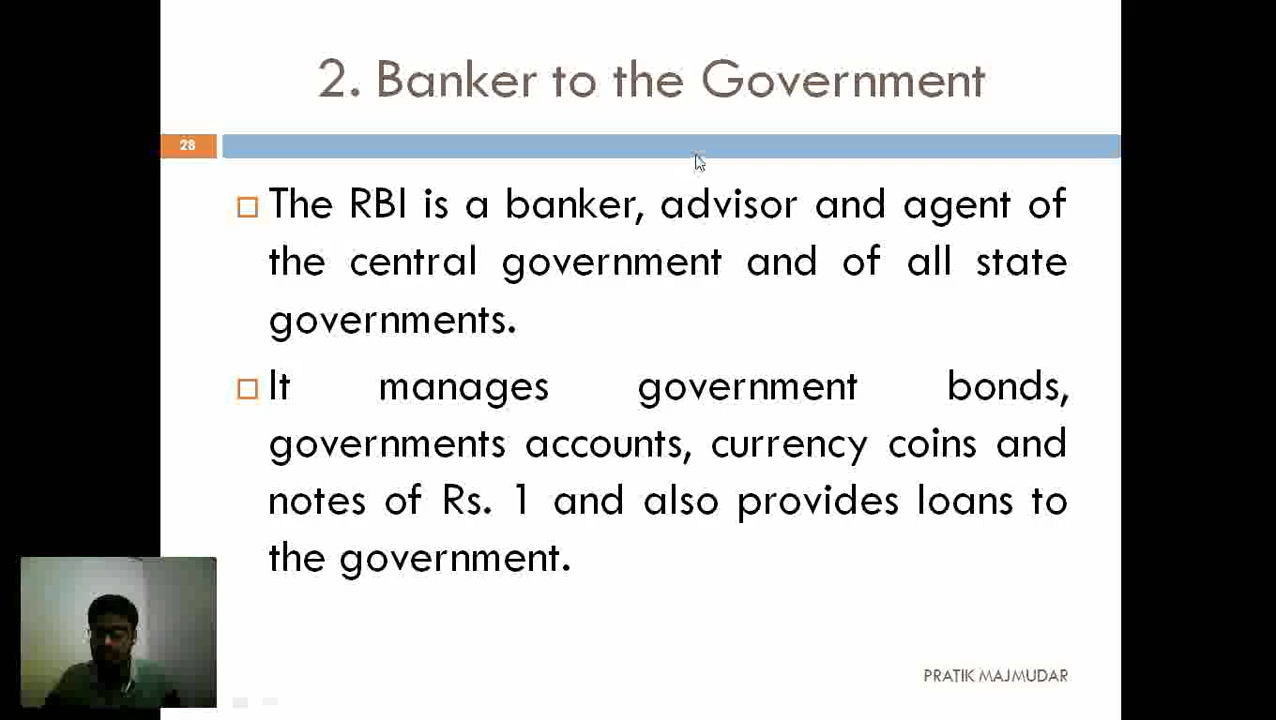 2. Banker to the Government
28
The RBI is a banker, advisor and agent of
the central government and of all state
governments.
It manages government bonds,
governments accounts, currency coins and
notes of Rs. 1 and also provides loans to
the government.
PRATIK MAJMUDAR